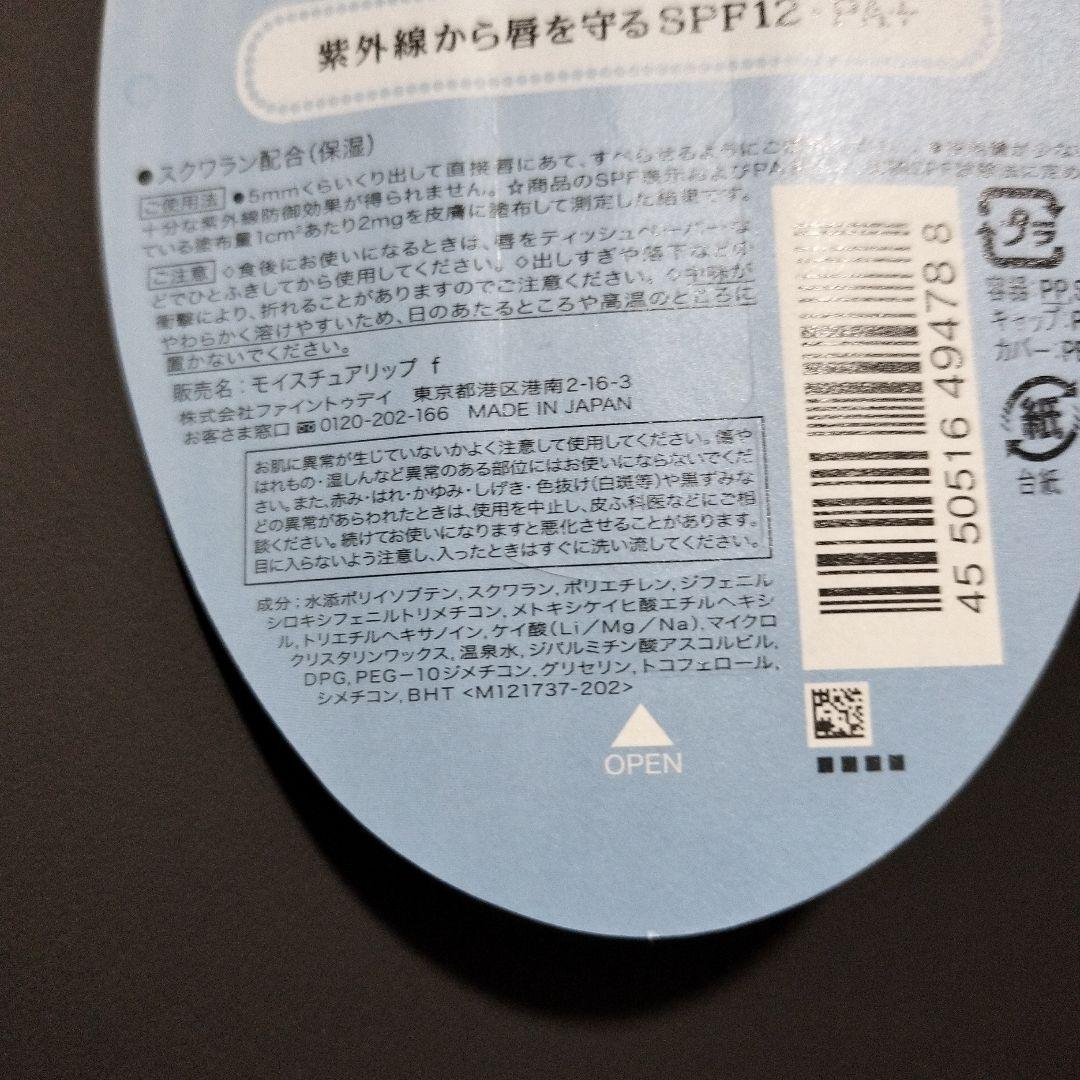 紫外線から唇を守るSPF12・PA+
●スクワラン配合(保湿)
ご使用法 ●5mmくらいくり出して直接唇にあて、すべらせるように
十分な紫外線防御効果が得られません。☆商品のSPF表示およびPA
ている塗布量1cm²あたり2mgを皮膚に塗布して測定した結果です。
ご注意 ◇食後にお使いになるときは、唇をティッシュペーパーな
どでひとふきしてから使用してください。◇出しすぎや落下など
衝撃により、折れることがありますのでご注意ください。◇中味が
やわらかく溶けやすいため、日のあたるところや高温のところに
置かないでください。
販売名:モイスチュアリップ f
株式会社ファイントゥデイ 東京都港区港南2-16-3
お客さま窓口 0120-202-166 MADE IN JAPAN
お肌に異常が生じていないかよく注意して使用してください。傷や
はれもの・湿しんなど異常のある部位にはお使いにならないでくだ
さい。また、赤み・はれ・かゆみ・しげき・色抜け(白斑等)や黒ずみな
どの異常があらわれたときは、使用を中止し、皮ふ科医などにご相
談ください。続けてお使いになりますと悪化させることがあります。
目に入らないよう注意し、入ったときはすぐに洗い流してください。
成分:水添ポリイソブテン,スクワラン,ポリエチレン,ジフェニル
シロキシフェニルトリメチコン,メトキシケイヒ酸エチルヘキシ
ル,トリエチルヘキサノイン,ケイ酸(Li/Mg/Na),マイクロ
クリスタリンワックス,温泉水,ジパルミチン酸アスコルビル,
DPG,PEG-10ジメチコン,グリセリン,トコフェロール,
シメチコン,BHT <M121737-202>
OPEN
45 50516 49478 8
プラ
容器:PP,
キャップ:P
カバー:PP
紙
台紙